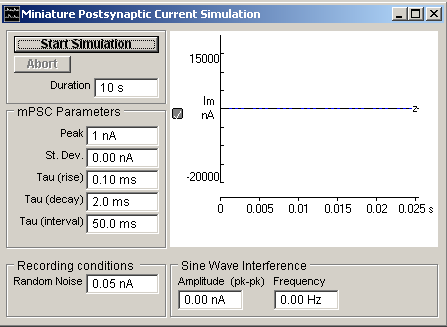 Miniature Postsynaptic Current Simulation
Start Simulation
Abort
Duration 10 s
mPSC Parameters
Peak 1 nA
St. Dev. 0.00 nA
Tau (rise) 0.10 ms
Tau (decay) 2.0 ms
Tau (interval) 50.0 ms
15000
Im
nA
-20000
z
0 0.005 0.01 0.015 0.02 0.025 s
Recording conditions
Random Noise 0.05 nA
Sine Wave Interference
Amplitude (pk-pk) Frequency
0.00 nA 0.00 Hz